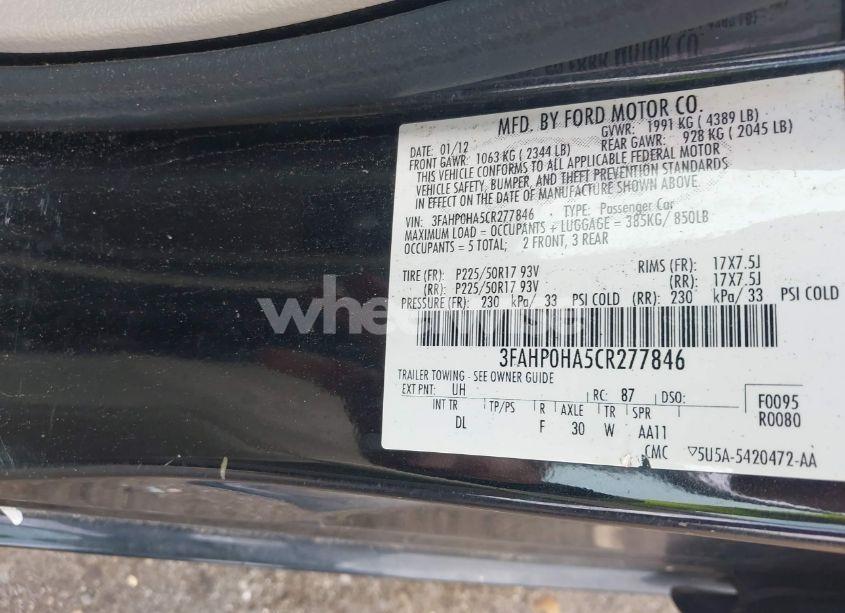 MFD. BY FORD MOTOR CO.
DATE: 01/12 GVWR: 1991 KG ( 4389 LB)
FRONT GAWR: 1063 KG ( 2344 LB) REAR GAWR: 928 KG ( 2045 LB)
THIS VEHICLE CONFORMS TO ALL APPLICABLE FEDERAL MOTOR
VEHICLE SAFETY, BUMPER, AND THEFT PREVENTION STANDARDS
IN EFFECT ON THE DATE OF MANUFACTURE SHOWN ABOVE.
VIN: 3FAHP0HA5CR277846 TYPE: Passenger Car
MAXIMUM LOAD = OCCUPANTS + LUGGAGE = 385KG/ 850LB
OCCUPANTS = 5 TOTAL; 2 FRONT, 3 REAR
TIRE (FR): P225/50R17 93V RIMS (FR): 17X7.5J
(RR): P225/50R17 93V (RR): 17X7.5J
PRESSURE (FR): 230 kPa/ 33 PSI COLD (RR): 230 kPa/ 33 PSI COLD
3FAHP0HA5CR277846
TRAILER TOWING - SEE OWNER GUIDE
EXT PNT: UH RC: 87 DSO:
F0095
R0080
INT TR TP/PS R AXLE TR SPR
DL F 30 W AA11
CMC ▽5U5A-5420472-AA